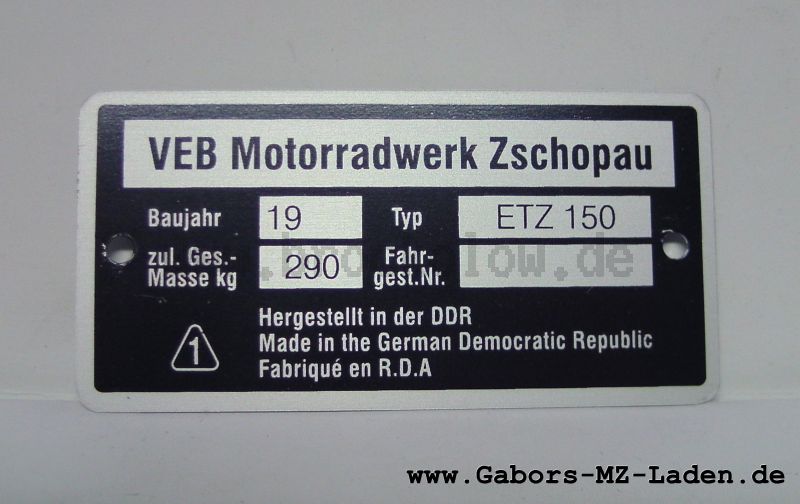 VEB Motorradwerk Zschopau
Baujahr 19 Typ ETZ 150
zul. Ges.-
Masse kg 290 Fahr-
gest.Nr.
1
Hergestellt in der DDR
Made in the German Democratic Republic
Fabriqué en R.D.A
www.Gabors-MZ-Laden.de